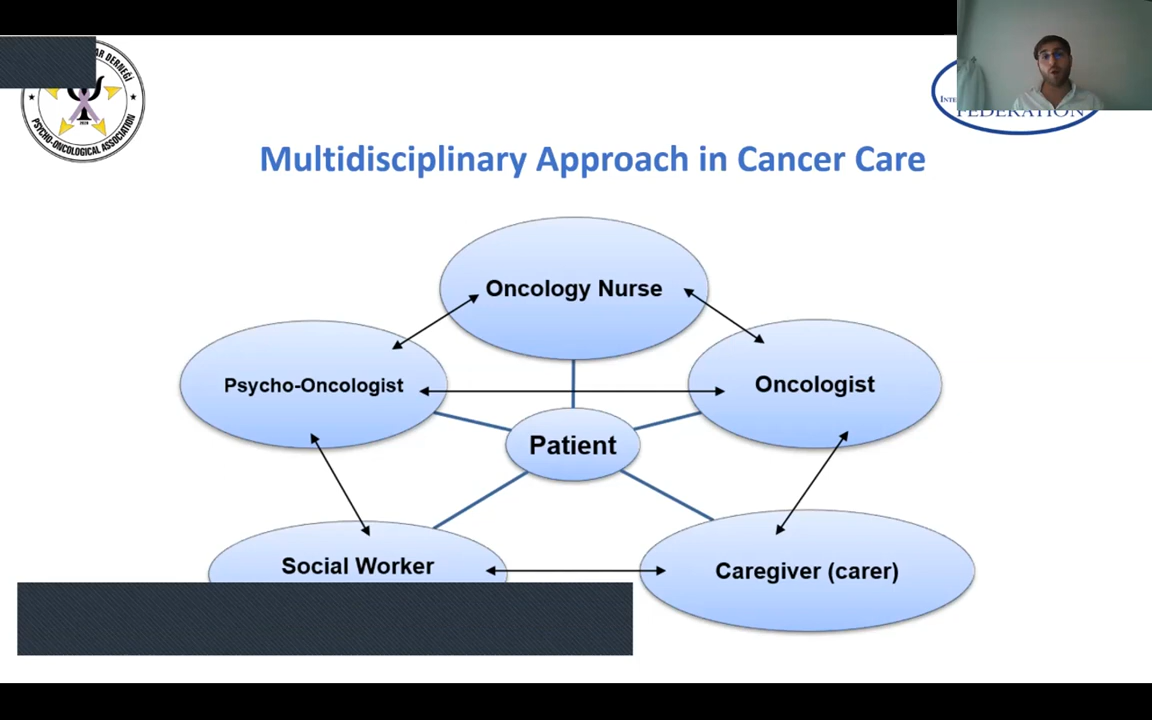 DERNEĞİ
PSYCHO-ONCOLOGICAL ASSOCIATION
FEDERATION
Multidisciplinary Approach in Cancer Care
Oncology Nurse
Psycho-Oncologist
Oncologist
Patient
Social Worker
Caregiver (carer)